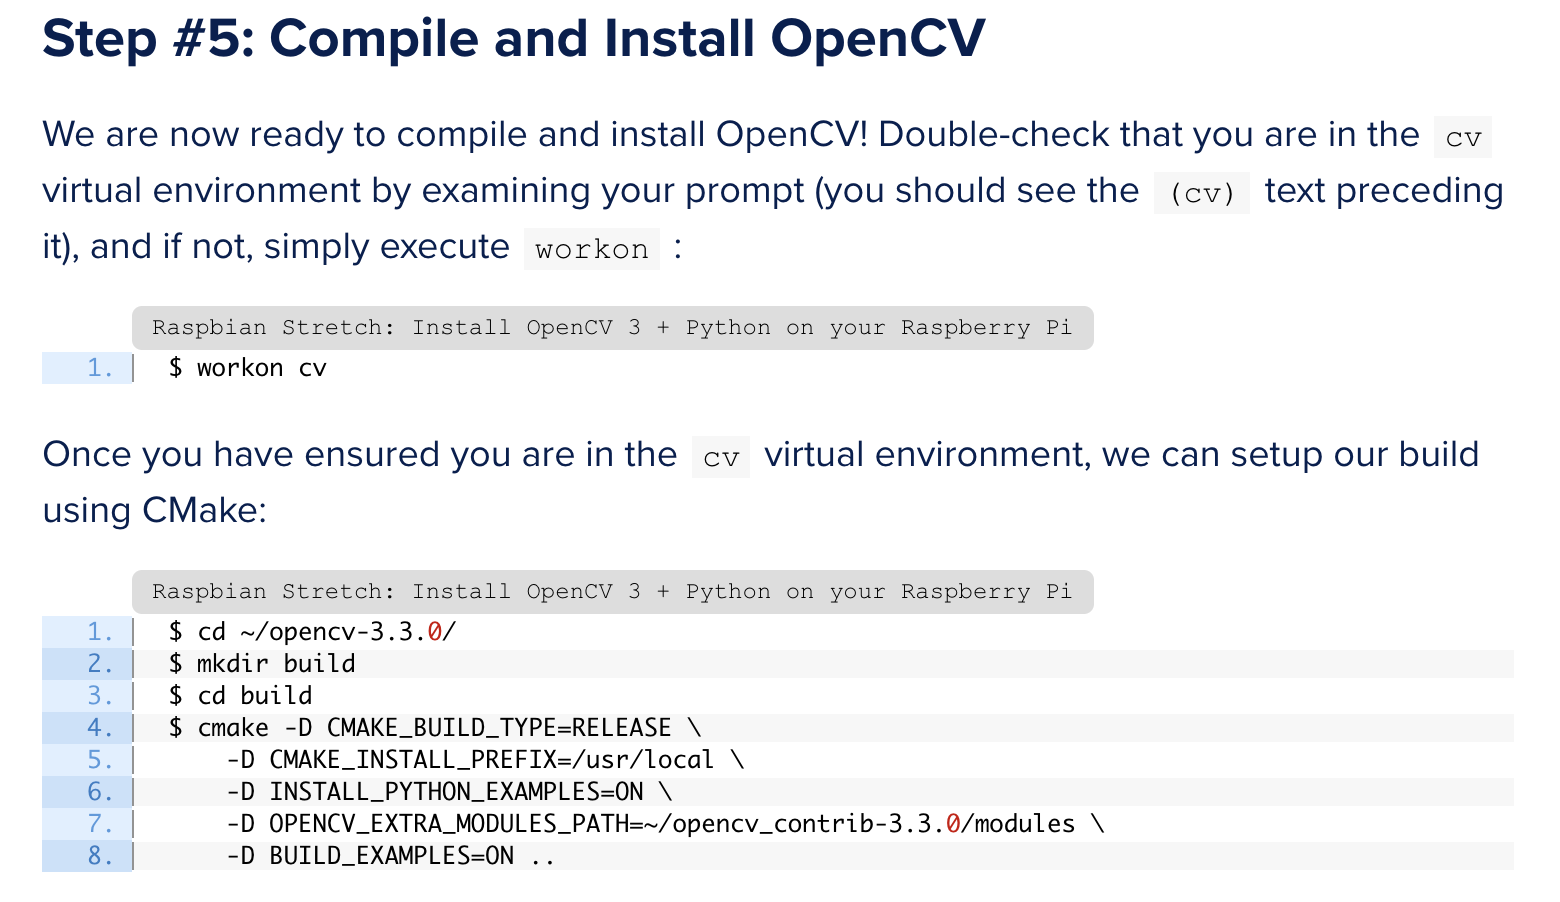 Step #5: Compile and Install OpenCV
We are now ready to compile and install OpenCV! Double-check that you are in the cv
virtual environment by examining your prompt (you should see the (cv) text preceding
it), and if not, simply execute workon :
Raspbian Stretch: Install OpenCV 3 + Python on your Raspberry Pi
1. $ workon cv
Once you have ensured you are in the cv virtual environment, we can setup our build
using CMake:
Raspbian Stretch: Install OpenCV 3 + Python on your Raspberry Pi
1. $ cd ~/opencv-3.3.0/
2. $ mkdir build
3. $ cd build
4. $ cmake -D CMAKE_BUILD_TYPE=RELEASE \
5. -D CMAKE_INSTALL_PREFIX=/usr/local \
6. -D INSTALL_PYTHON_EXAMPLES=ON \
7. -D OPENCV_EXTRA_MODULES_PATH=~/opencv_contrib-3.3.0/modules \
8. -D BUILD_EXAMPLES=ON ..